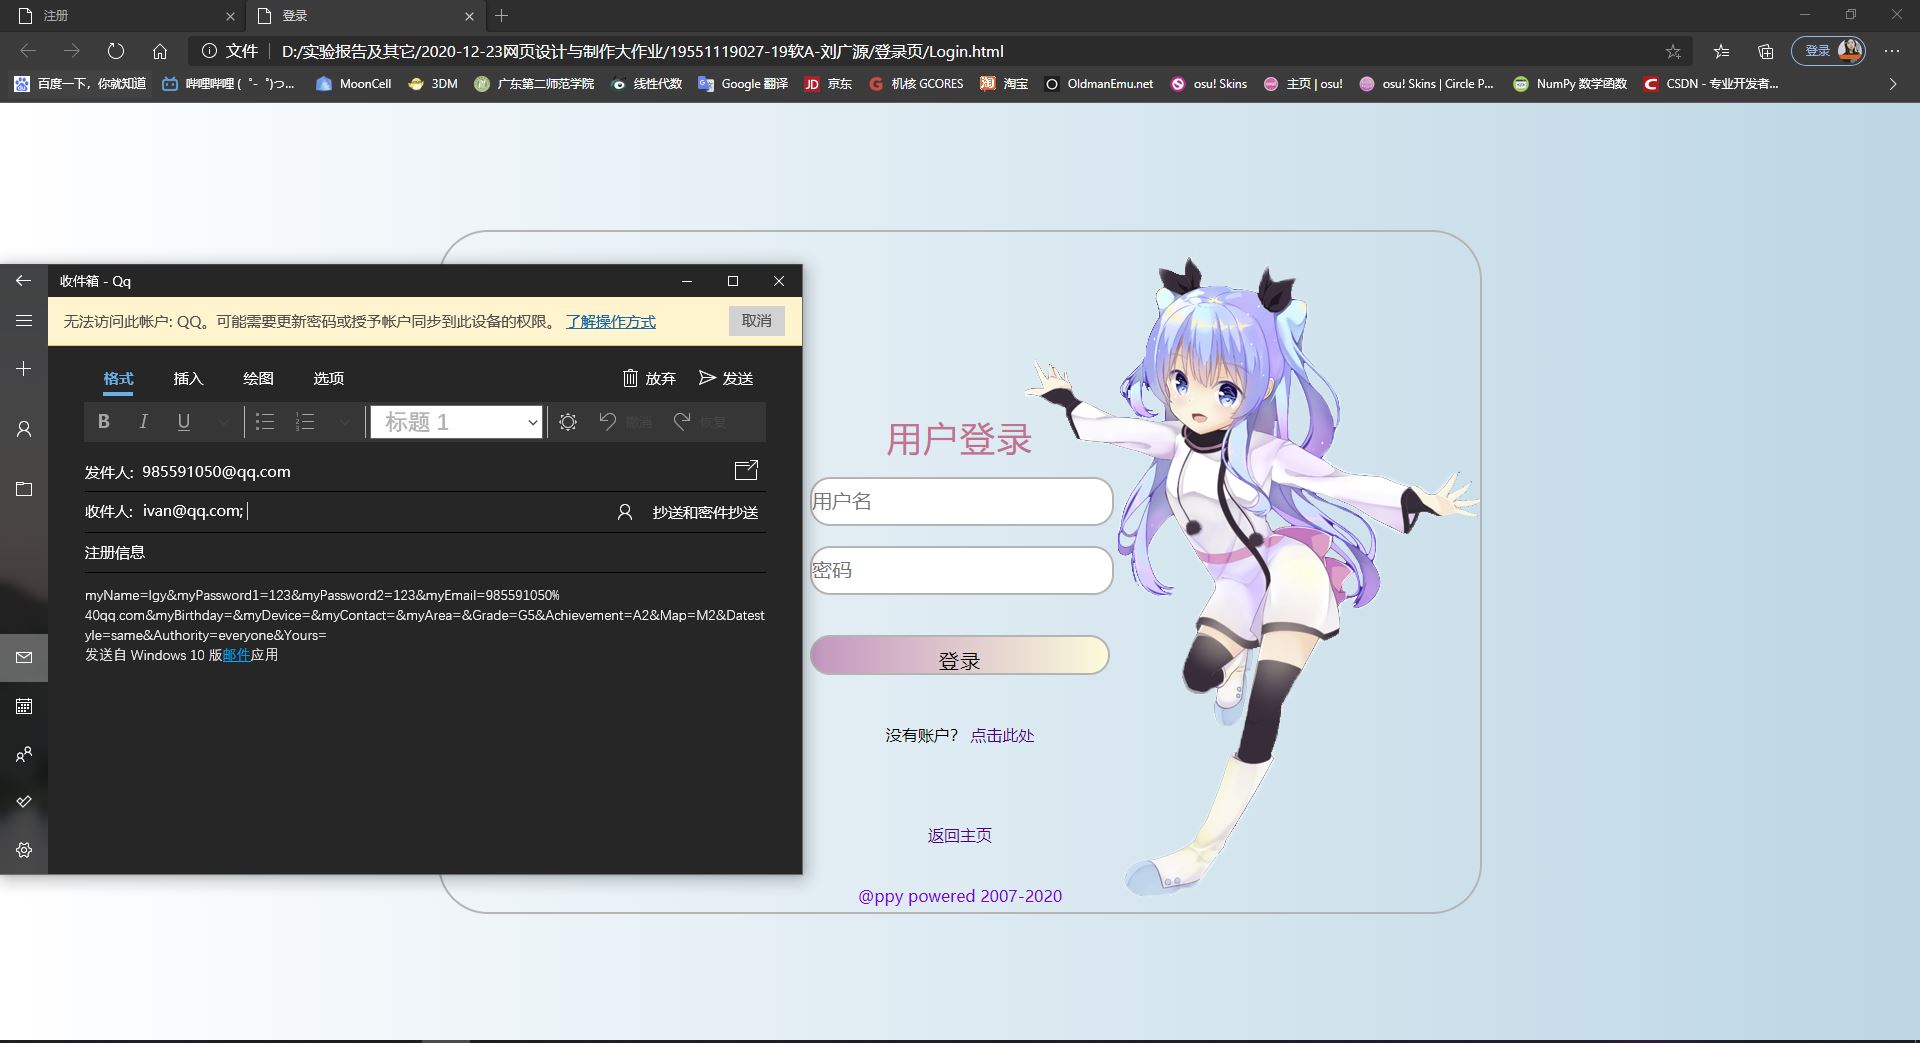 注册
登录
文件
D:/实验报告及其它/2020-12-23网页设计与制作大作业/19551119027-19软A-刘广源/登录页/Login.html
登录
百度一下，你就知道
哔哩哔哩 ( ゜- ゜)つ...
MoonCell
3DM
广东第二师范学院
线性代数
Google 翻译
京东
机核 GCORES
淘宝
OldmanEmu.net
osu! Skins
主页 | osu!
osu! Skins | Circle P...
NumPy 数学函数
CSDN - 专业开发者...
收件箱 - Qq
无法访问此帐户: QQ。可能需要更新密码或授予帐户同步到此设备的权限。 了解操作方式
取消
格式 插入 绘图 选项 放弃 发送
B I U 标题 1 撤消 恢复
发件人: 985591050@qq.com
收件人: ivan@qq.com; 抄送和密件抄送
注册信息
myName=lgy&myPassword1=123&myPassword2=123&myEmail=985591050%
40qq.com&myBirthday=&myDevice=&myContact=&myArea=&Grade=G5&Achievement=A2&Map=M2&Datest
yle=same&Authority=everyone&Yours=
发送自 Windows 10 版邮件应用
用户登录
用户名
密码
登录
没有账户？ 点击此处
返回主页
@ppy powered 2007-2020